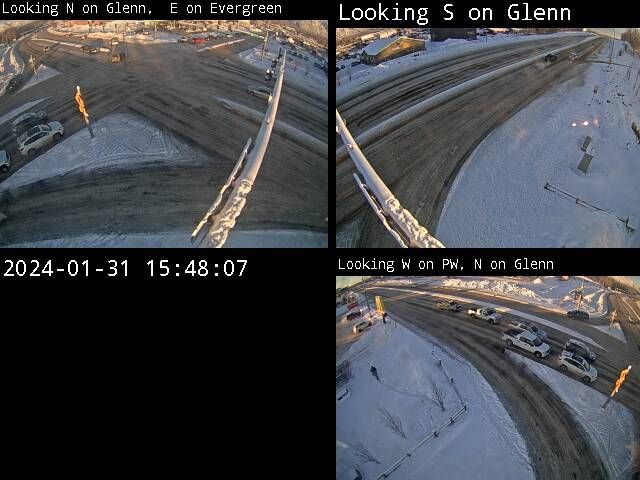 Looking N on Glenn,  E on Evergreen
Looking S on Glenn
2024-01-31 15:48:07
Looking W on PW, N on Glenn